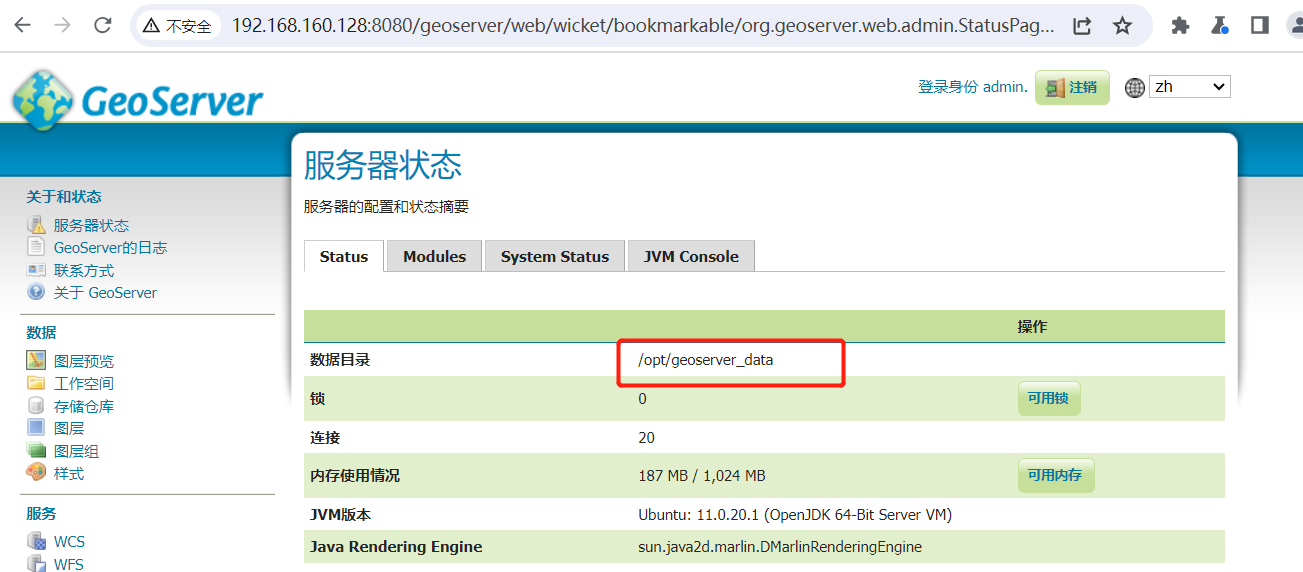 不安全 192.168.160.128:8080/geoserver/web/wicket/bookmarkable/org.geoserver.web.admin.StatusPag...
GeoServer
登录身份 admin. 注销 zh
服务器状态
服务器的配置和状态摘要
关于和状态
服务器状态
GeoServer的日志
联系方式
关于 GeoServer
数据
图层预览
工作空间
存储仓库
图层
图层组
样式
服务
WCS
WFS
Status Modules System Status JVM Console
操作
数据目录 /opt/geoserver_data
锁 0 可用锁
连接 20
内存使用情况 187 MB / 1,024 MB 可用内存
JVM版本 Ubuntu: 11.0.20.1 (OpenJDK 64-Bit Server VM)
Java Rendering Engine sun.java2d.marlin.DMarlinRenderingEngine